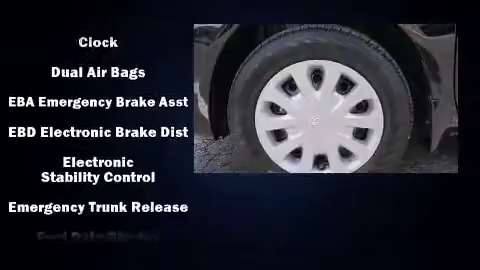 Clock
Dual Air Bags
EBA Emergency Brake Asst
EBD Electronic Brake Dist
Electronic
Stability Control
Emergency Trunk Release